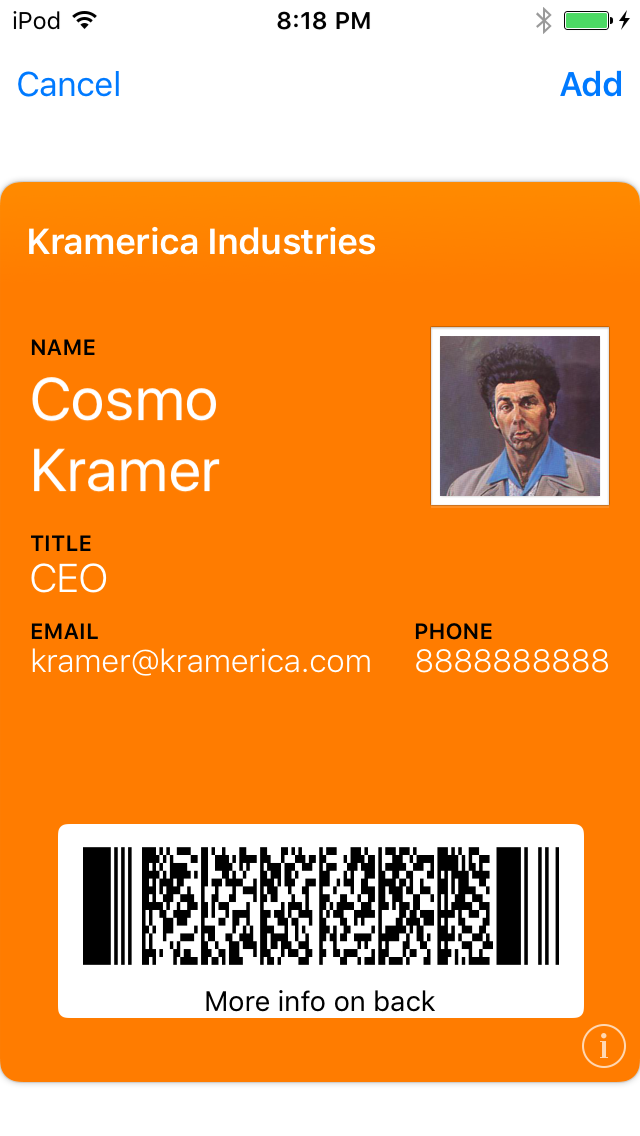 iPod 8:18 PM
Cancel Add
Kramerica Industries
NAME
Cosmo
Kramer
TITLE
CEO
EMAIL PHONE
kramer@kramerica.com 8888888888
More info on back
i